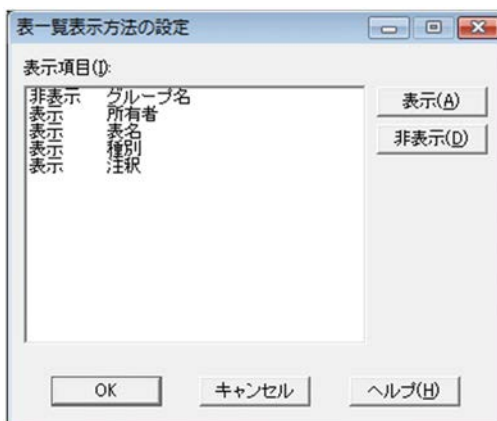 表一覧表示方法の設定
表示項目(I):
非表示 グループ名
表示 所有者
表示 表名
表示 種別
表示 注釈
表示(A)
非表示(D)
OK
キャンセル
ヘルプ(H)